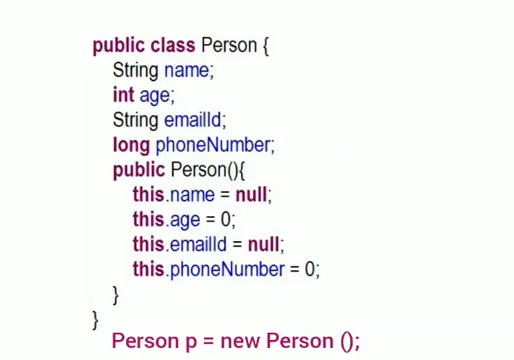 public class Person {
String name;
int age;
String emailId;
long phoneNumber;
public Person(){
this.name = null;
this.age = 0;
this.emailId = null;
this.phoneNumber = 0;
}
}
Person p = new Person ();